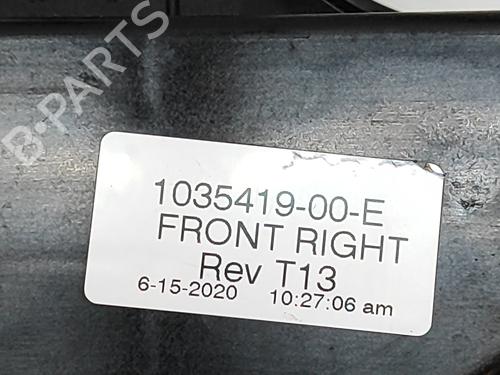 B-PARTS
1035419-00-E
FRONT RIGHT
Rev T13
6-15-2020 10:27:06 am